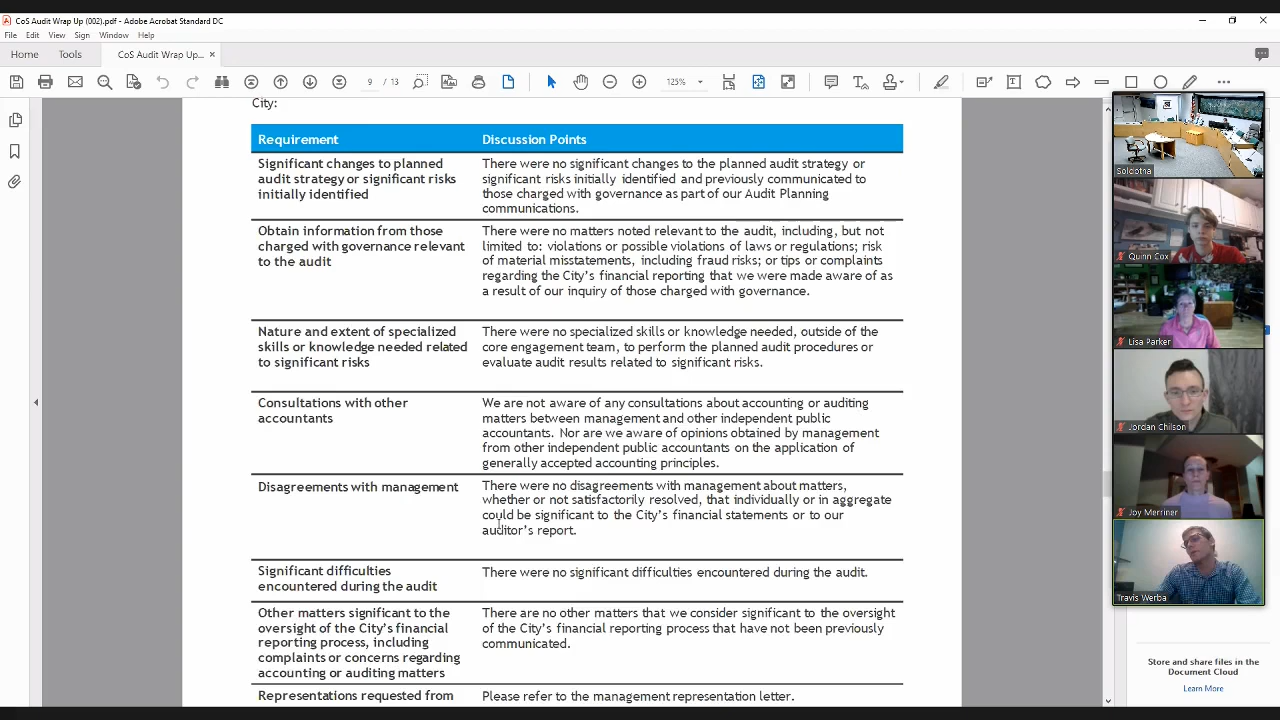 CoS Audit Wrap Up (002).pdf - Adobe Acrobat Standard DC
File Edit View Sign Window Help
Home Tools CoS Audit Wrap Up... ×
9 / 13 125%
City:
Requirement Discussion Points
Significant changes to planned
audit strategy or significant risks
initially identified
There were no significant changes to the planned audit strategy or
significant risks initially identified and previously communicated to
those charged with governance as part of our Audit Planning
communications.
Obtain information from those
charged with governance relevant
to the audit
There were no matters noted relevant to the audit, including, but not
limited to: violations or possible violations of laws or regulations; risk
of material misstatements, including fraud risks; or tips or complaints
regarding the City's financial reporting that we were made aware of as
a result of our inquiry of those charged with governance.
Nature and extent of specialized
skills or knowledge needed related
to significant risks
There were no specialized skills or knowledge needed, outside of the
core engagement team, to perform the planned audit procedures or
evaluate audit results related to significant risks.
Consultations with other
accountants
We are not aware of any consultations about accounting or auditing
matters between management and other independent public
accountants. Nor are we aware of opinions obtained by management
from other independent public accountants on the application of
generally accepted accounting principles.
Disagreements with management
There were no disagreements with management about matters,
whether or not satisfactorily resolved, that individually or in aggregate
could be significant to the City's financial statements or to our
auditor's report.
Significant difficulties
encountered during the audit
There were no significant difficulties encountered during the audit.
Other matters significant to the
oversight of the City's financial
reporting process, including
complaints or concerns regarding
accounting or auditing matters
There are no other matters that we consider significant to the oversight
of the City's financial reporting process that have not been previously
communicated.
Representations requested from
Please refer to the management representation letter.
Soldotna
Quinn Cox
Lisa Parker
Jordan Chilson
Joy Merriner
Travis Werba
Store and share files in the
Document Cloud
Learn More